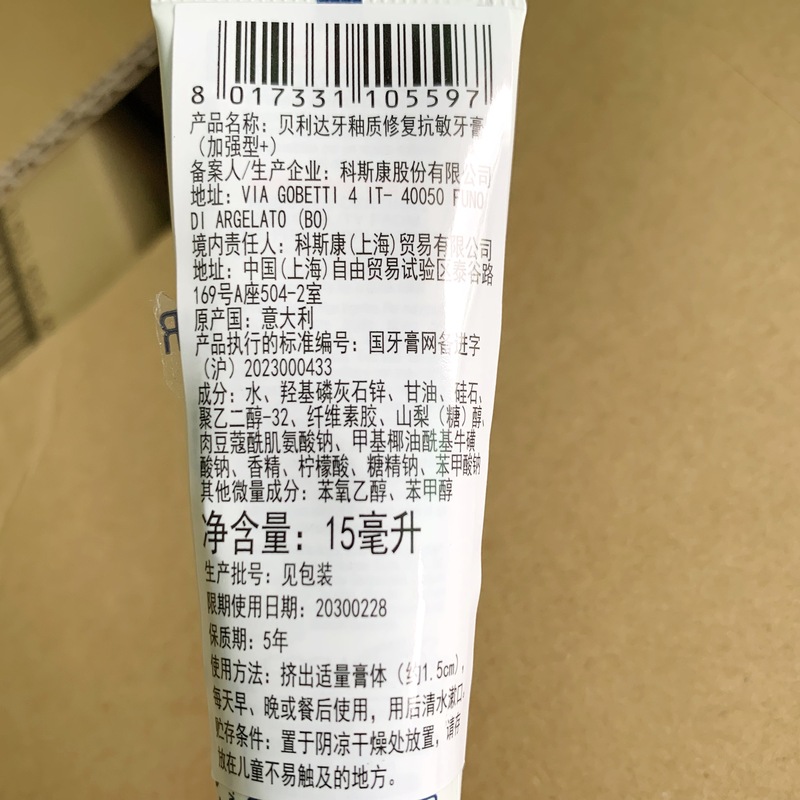 8 017331 105597
产品名称：贝利达牙釉质修复抗敏牙膏
（加强型+）
备案人/生产企业：科斯康股份有限公司
地址：VIA GOBETTI 4 IT- 40050 FUNO
DI ARGELATO (BO)
境内责任人：科斯康(上海)贸易有限公司
地址：中国(上海)自由贸易试验区泰谷路
169号A座504-2室
原产国：意大利
产品执行的标准编号：国牙膏网备进字
（沪）2023000433
成分：水、羟基磷灰石锌、甘油、硅石、
聚乙二醇-32、纤维素胶、山梨（糖）醇、
肉豆蔻酰肌氨酸钠、甲基椰油酰基牛磺
酸钠、香精、柠檬酸、糖精钠、苯甲酸钠
其他微量成分：苯氧乙醇、苯甲醇
净含量：15毫升
生产批号：见包装
限期使用日期：20300228
保质期：5年
使用方法：挤出适量膏体（约1.5cm），
每天早、晚或餐后使用，用后清水漱口。
贮存条件：置于阴凉干燥处放置，请存
放在儿童不易触及的地方。